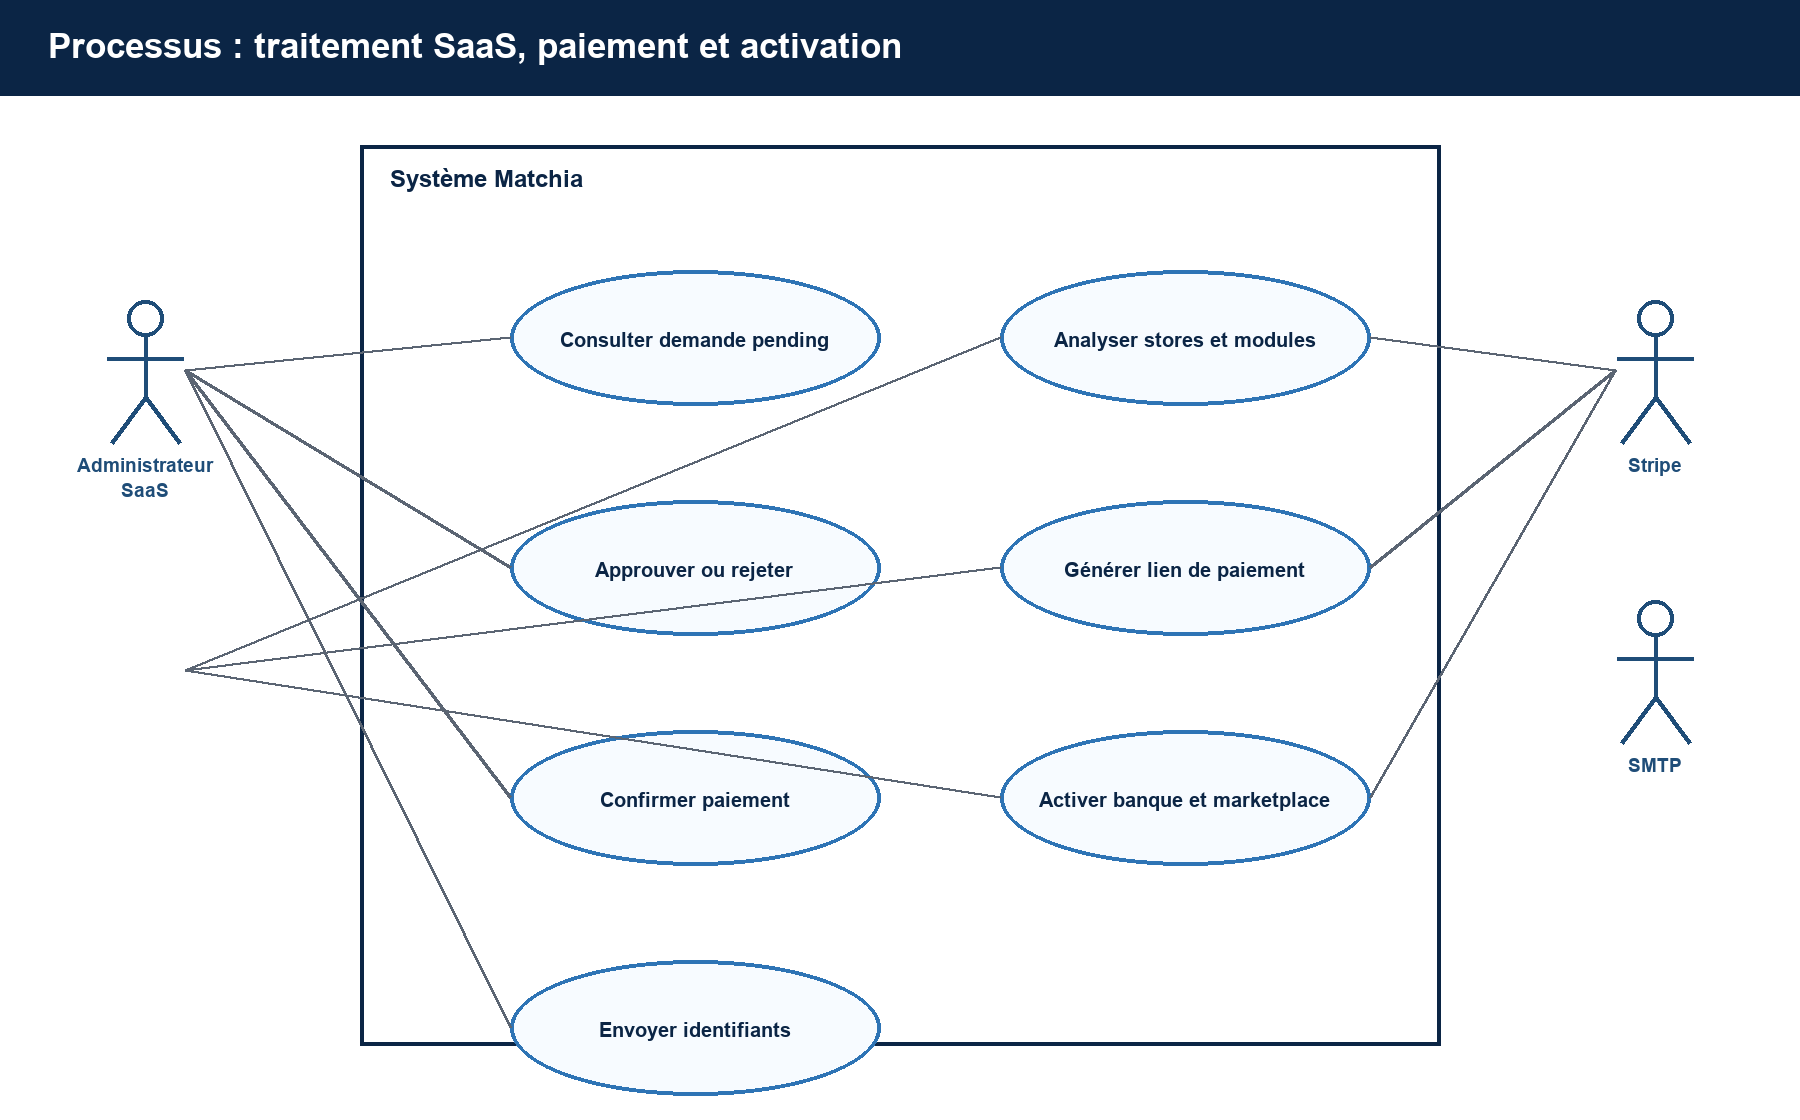 Processus : traitement SaaS, paiement et activation
Système Matchia
Consulter demande pending
Analyser stores et modules
Administrateur
SaaS
Stripe
Approuver ou rejeter
Générer lien de paiement
SMTP
Confirmer paiement
Activer banque et marketplace
Envoyer identifiants